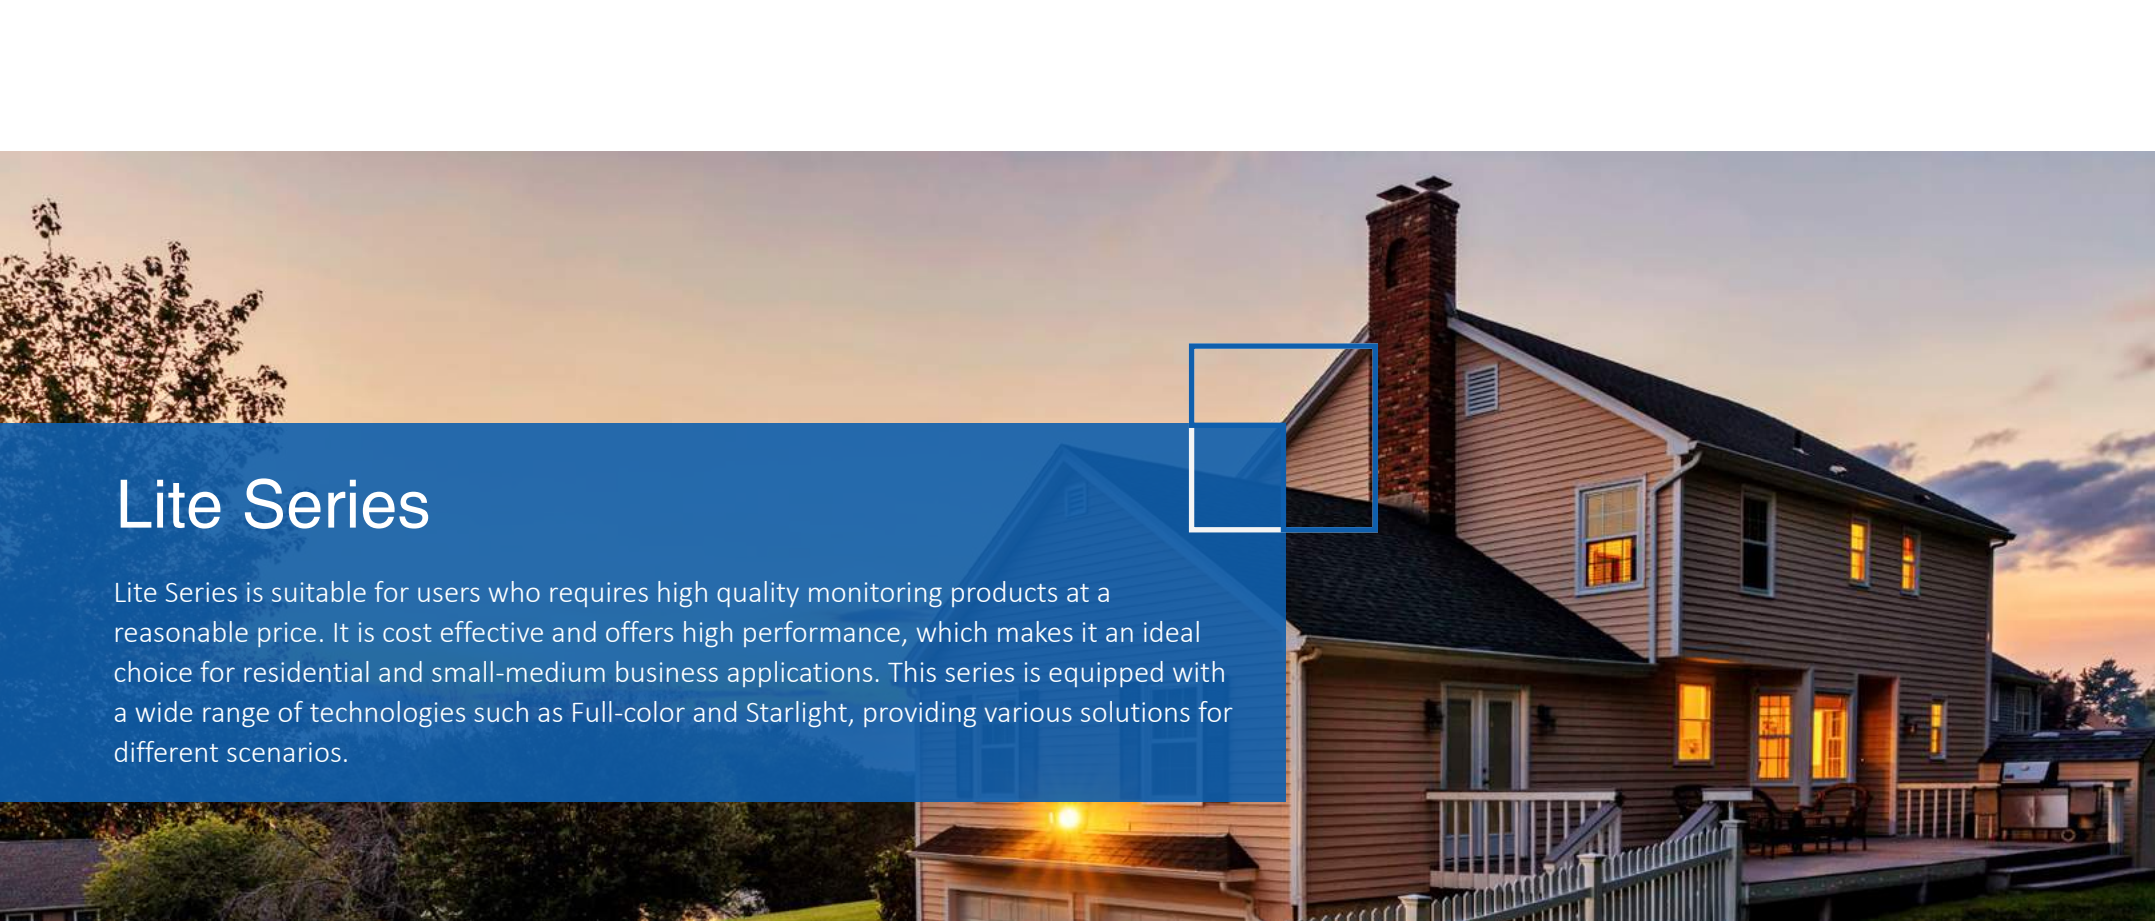 Lite Series
Lite Series is suitable for users who requires high quality monitoring products at a
reasonable price. It is cost effective and offers high performance, which makes it an ideal
choice for residential and small-medium business applications. This series is equipped with
a wide range of technologies such as Full-color and Starlight, providing various solutions for
different scenarios.